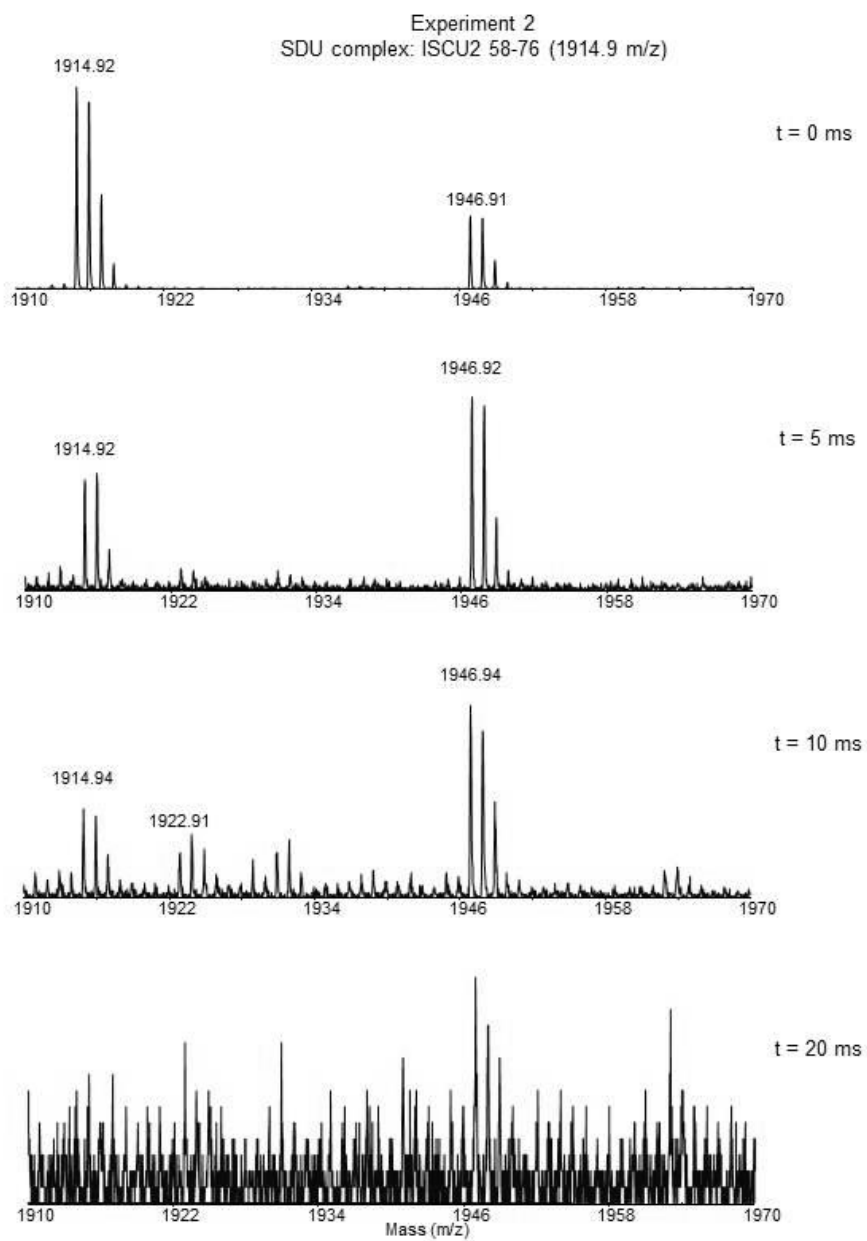 Experiment 2
SDU complex: ISCU2 58-76 (1914.9 m/z)
1914.92
t = 0 ms
1946.91
1910 1922 1934 1946 1958 1970
1946.92
t = 5 ms
1914.92
1910 1922 1934 1946 1958 1970
1946.94
t = 10 ms
1914.94
1922.91
1910 1922 1934 1946 1958 1970
t = 20 ms
1910 1922 1934 1946 1958 1970
Mass (m/z)